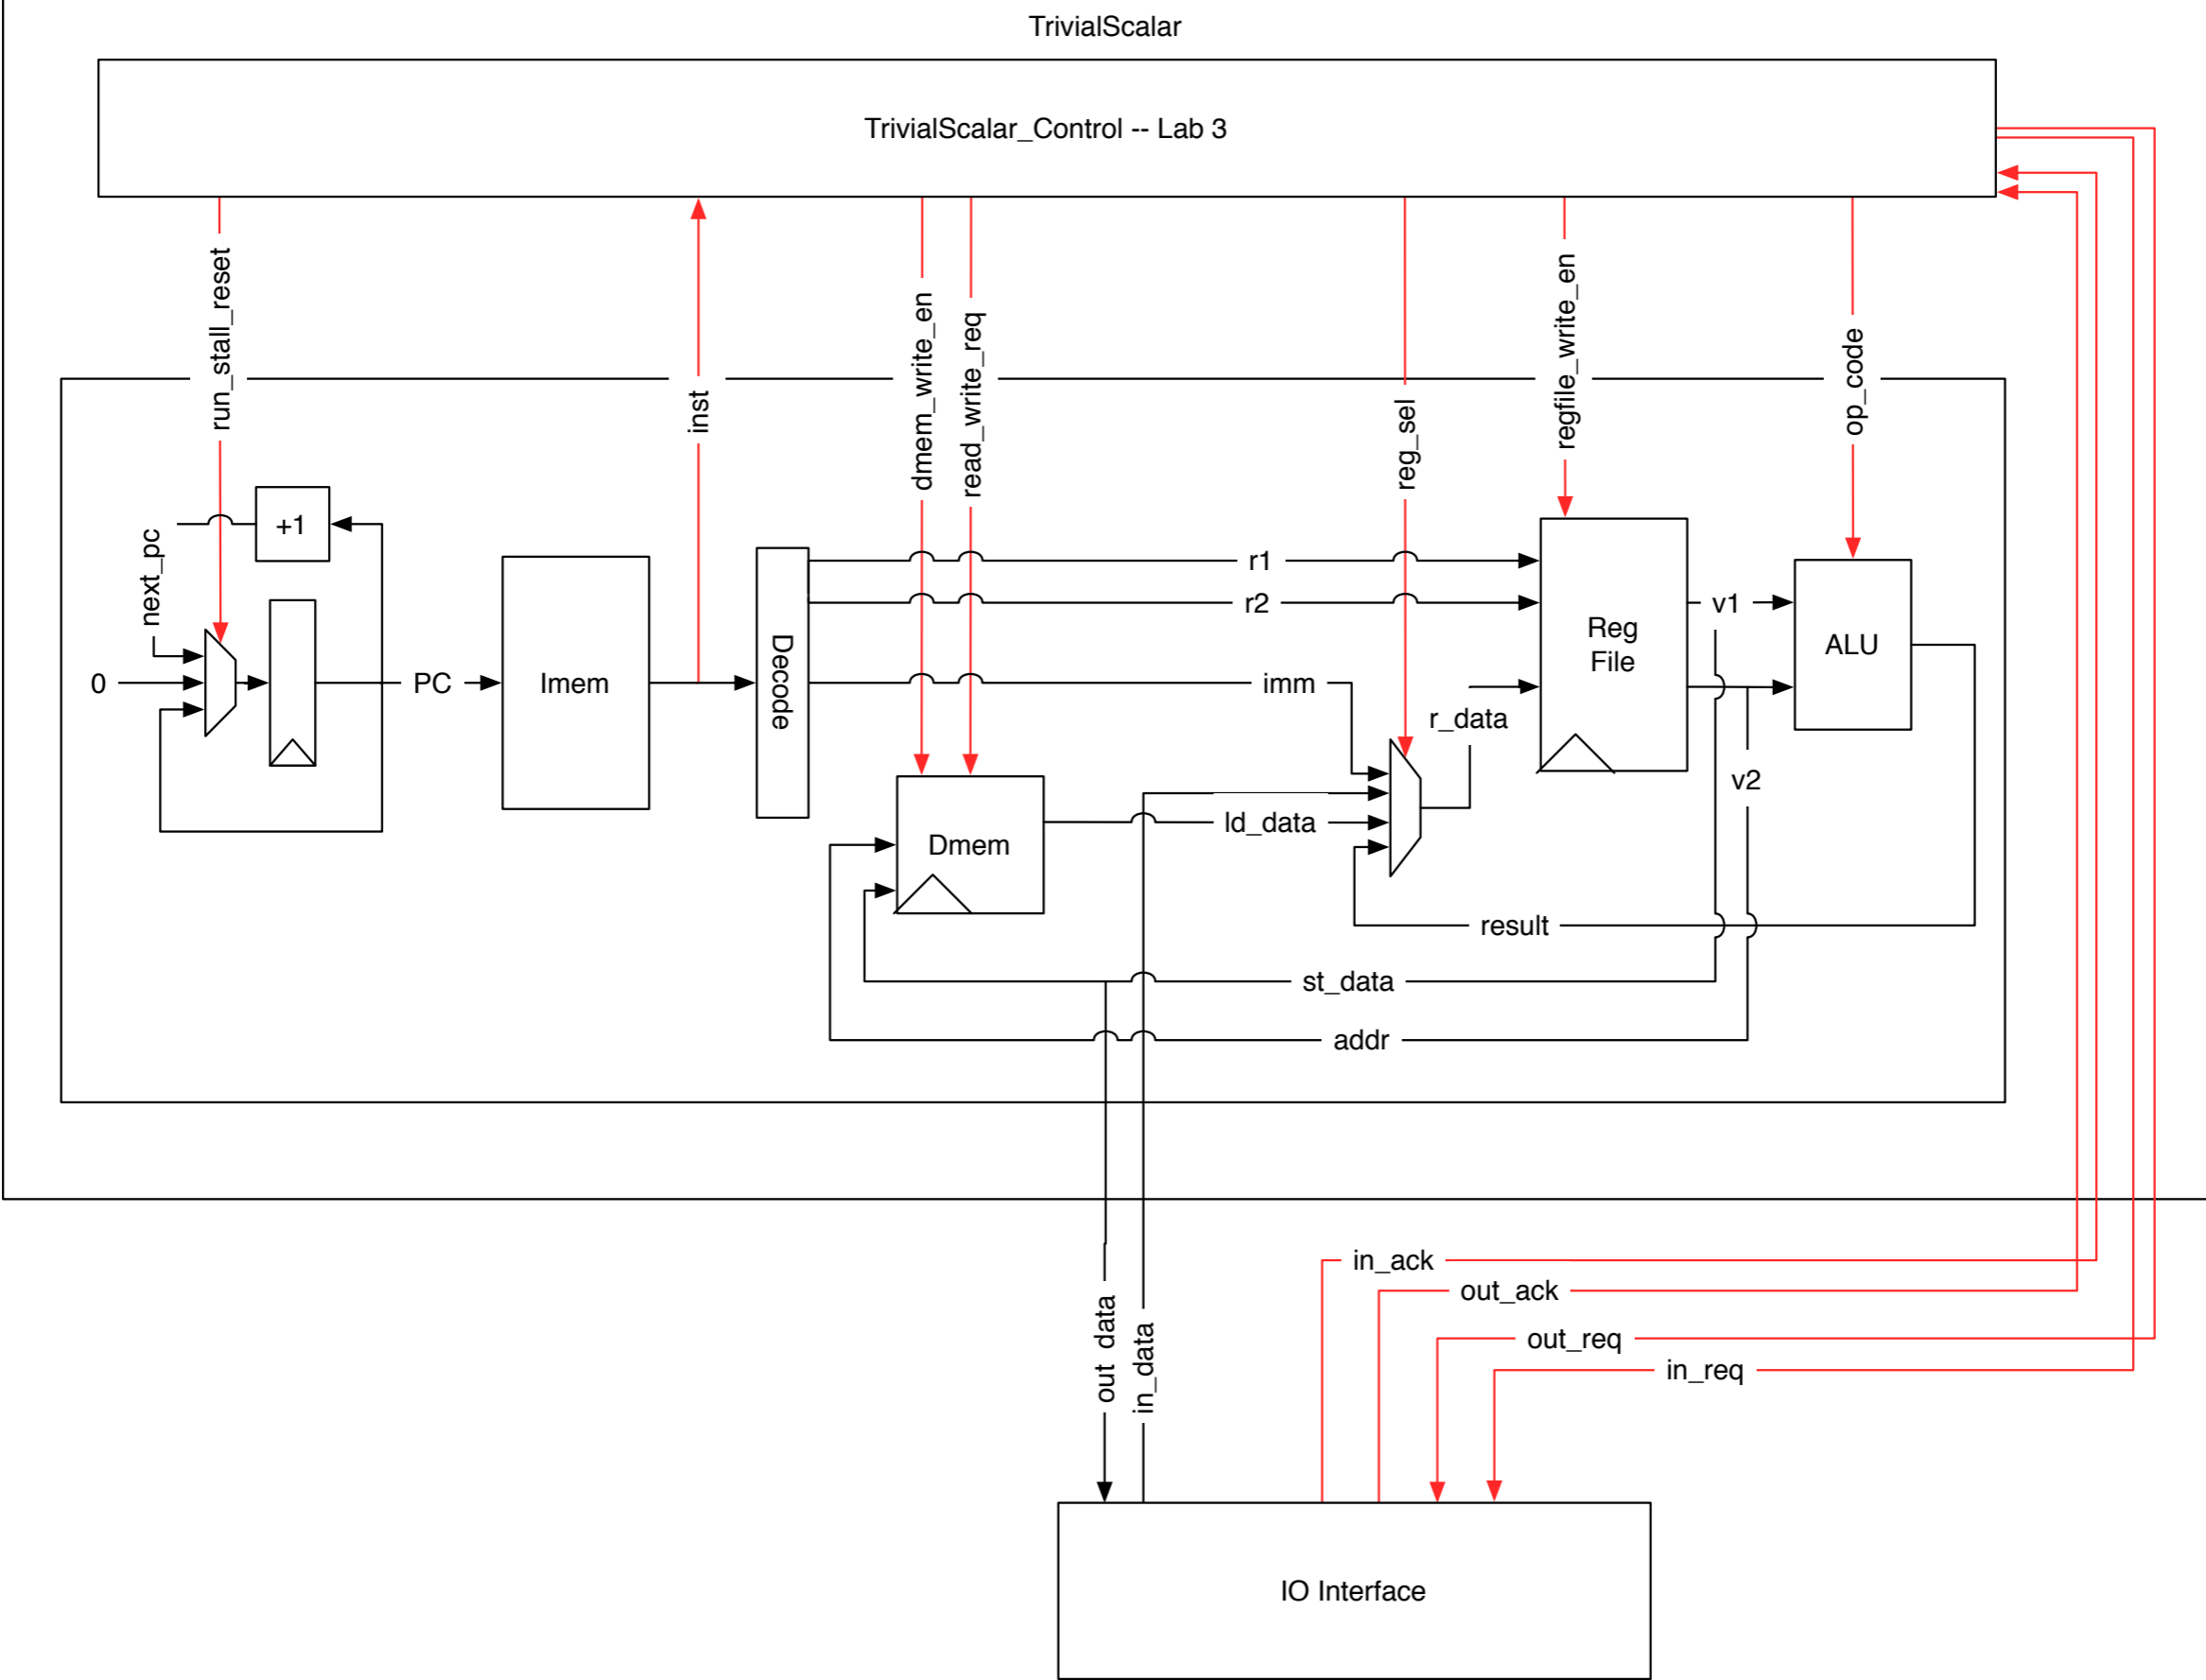 TrivialScalar
TrivialScalar_Control -- Lab 3
run_stall_reset
inst
dmem_write_en
read_write_req
reg_sel
regfile_write_en
op_code
next_pc
+1
0
PC
Imem
Decode
r1
r2
imm
Reg
File
v1
ALU
r_data
v2
Dmem
ld_data
result
st_data
addr
in_ack
out_ack
out_req
in_req
out data
in_data
IO Interface